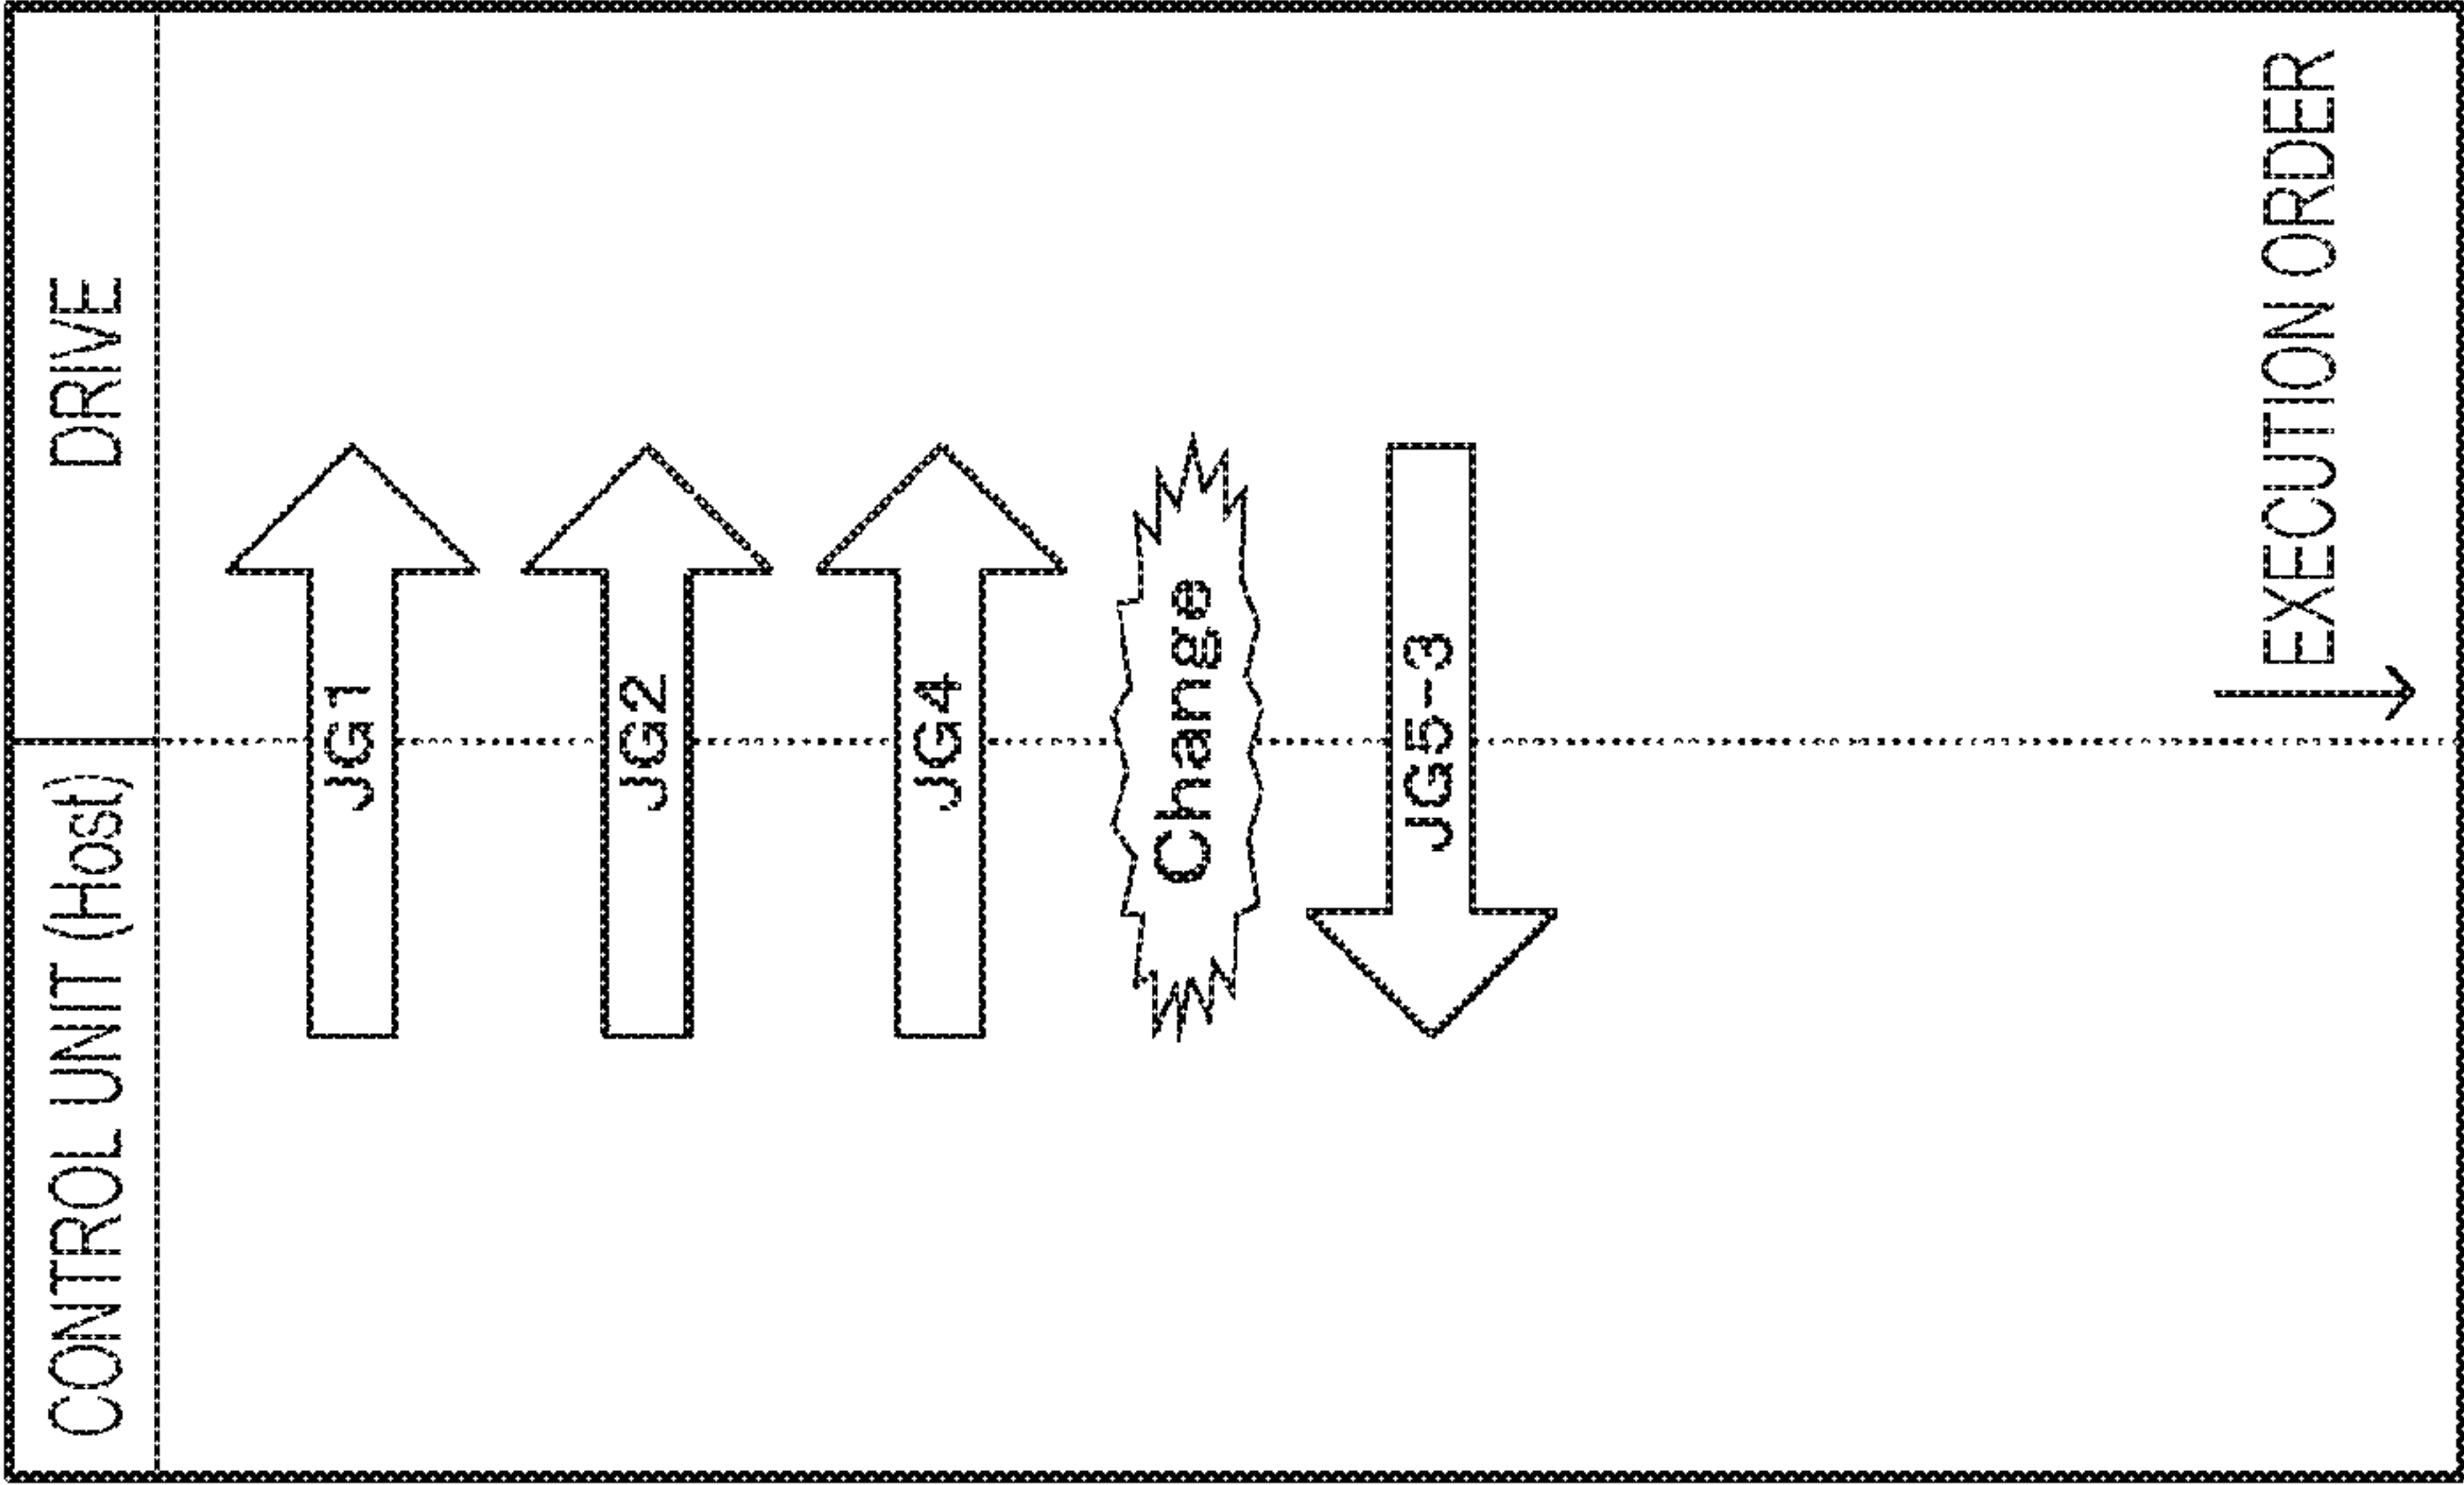 CONTROL UNIT (Host)
DRIVE
JG1
JG2
JG4
Change
JG5-3
EXECUTION ORDER